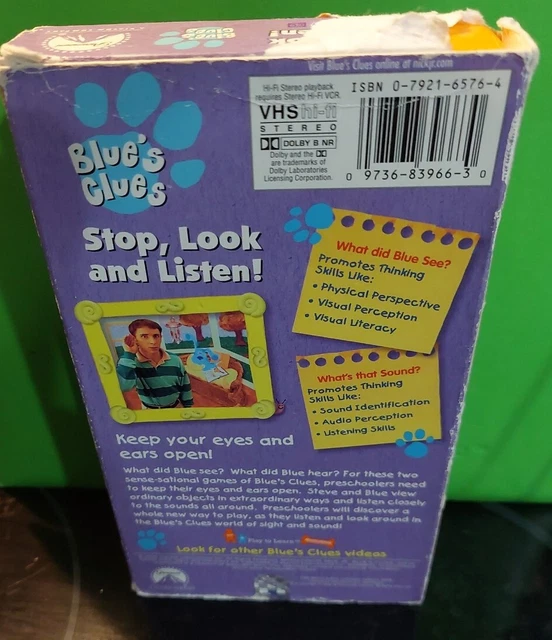 Visit Blue's Clues online at nickjr.com
Hi-Fi Stereo playback
requires Stereo Hi-Fi VCR.
VHS hi-fi
STEREO
DOLBY B NR
Dolby and the
are trademarks of
Dolby Laboratories
Licensing Corporation.
ISBN 0-7921-6576-4
0 9736-83966-3 0
Blue's
Clues
Stop, Look
and Listen!
What did Blue See?
Promotes Thinking
Skills Like:
• Physical Perspective
• Visual Perception
• Visual Literacy
What's that Sound?
Promotes Thinking
Skills Like:
• Sound Identification
• Audio Perception
• Listening Skills
Keep your eyes and
ears open!
What did Blue see? What did Blue hear? For these two
sense-sational games of Blue's Clues, preschoolers need
to keep their eyes and ears open. Steve and Blue view
ordinary objects in extraordinary ways and listen closely
to the sounds all around. Preschoolers will discover a
whole new way to play, as they listen and look around in
the Blue's Clues world of sight and sound!
Play to Learn
Look for other Blue's Clues videos